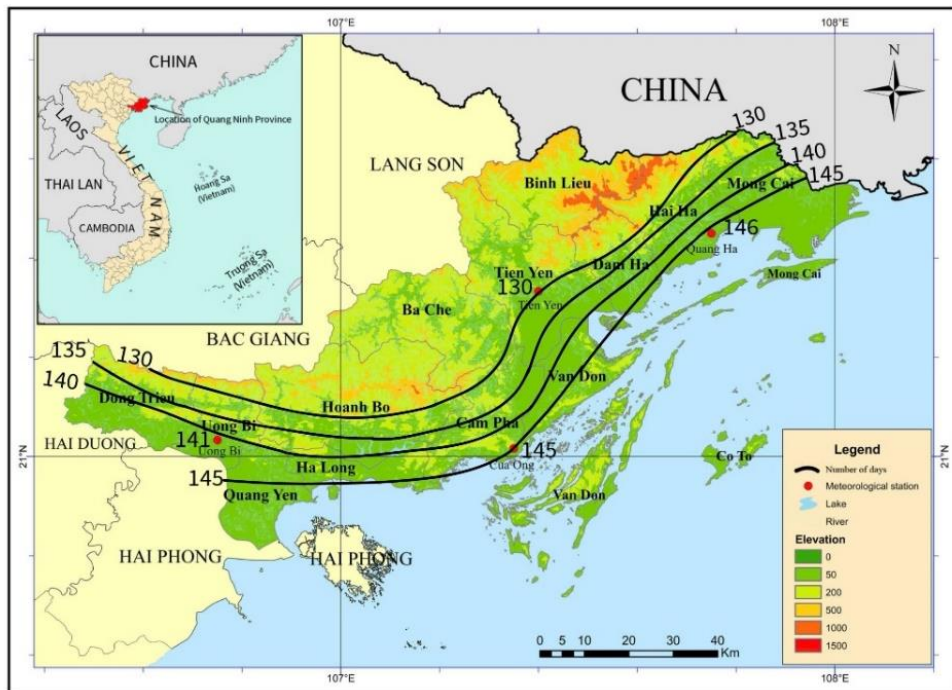 107°E
108°E
CHINA
Location of Quang Ninh Province
LAOS
VIET NAM
THAI LAN
CAMBODIA
Hoang Sa
(Vietnam)
Truong Sa
(Vietnam)
N
CHINA
LANG SON
BAC GIANG
HAI DUONG
HAI PHONG
HAI PHONG
130
135
140
145
Binh Lieu
Mong Cai
Hai Ha
146
Quang Ha
Dam Ha
Mong Cai
Tien Yen
130
Tien Yen
Ba Che
135
130
140
Dong Trieu
Van Don
Hoanh Bo
Uong Bi
Cam Pha
141
Uong Bi
145
Cua Ong
Ha Long
145
Quang Yen
Van Don
Co To
21°N
21°N
Legend
Number of days
Meteorological station
Lake
River
Elevation
0
50
200
500
1000
1500
0 5 10 20 30 40
Km
107°E
108°E